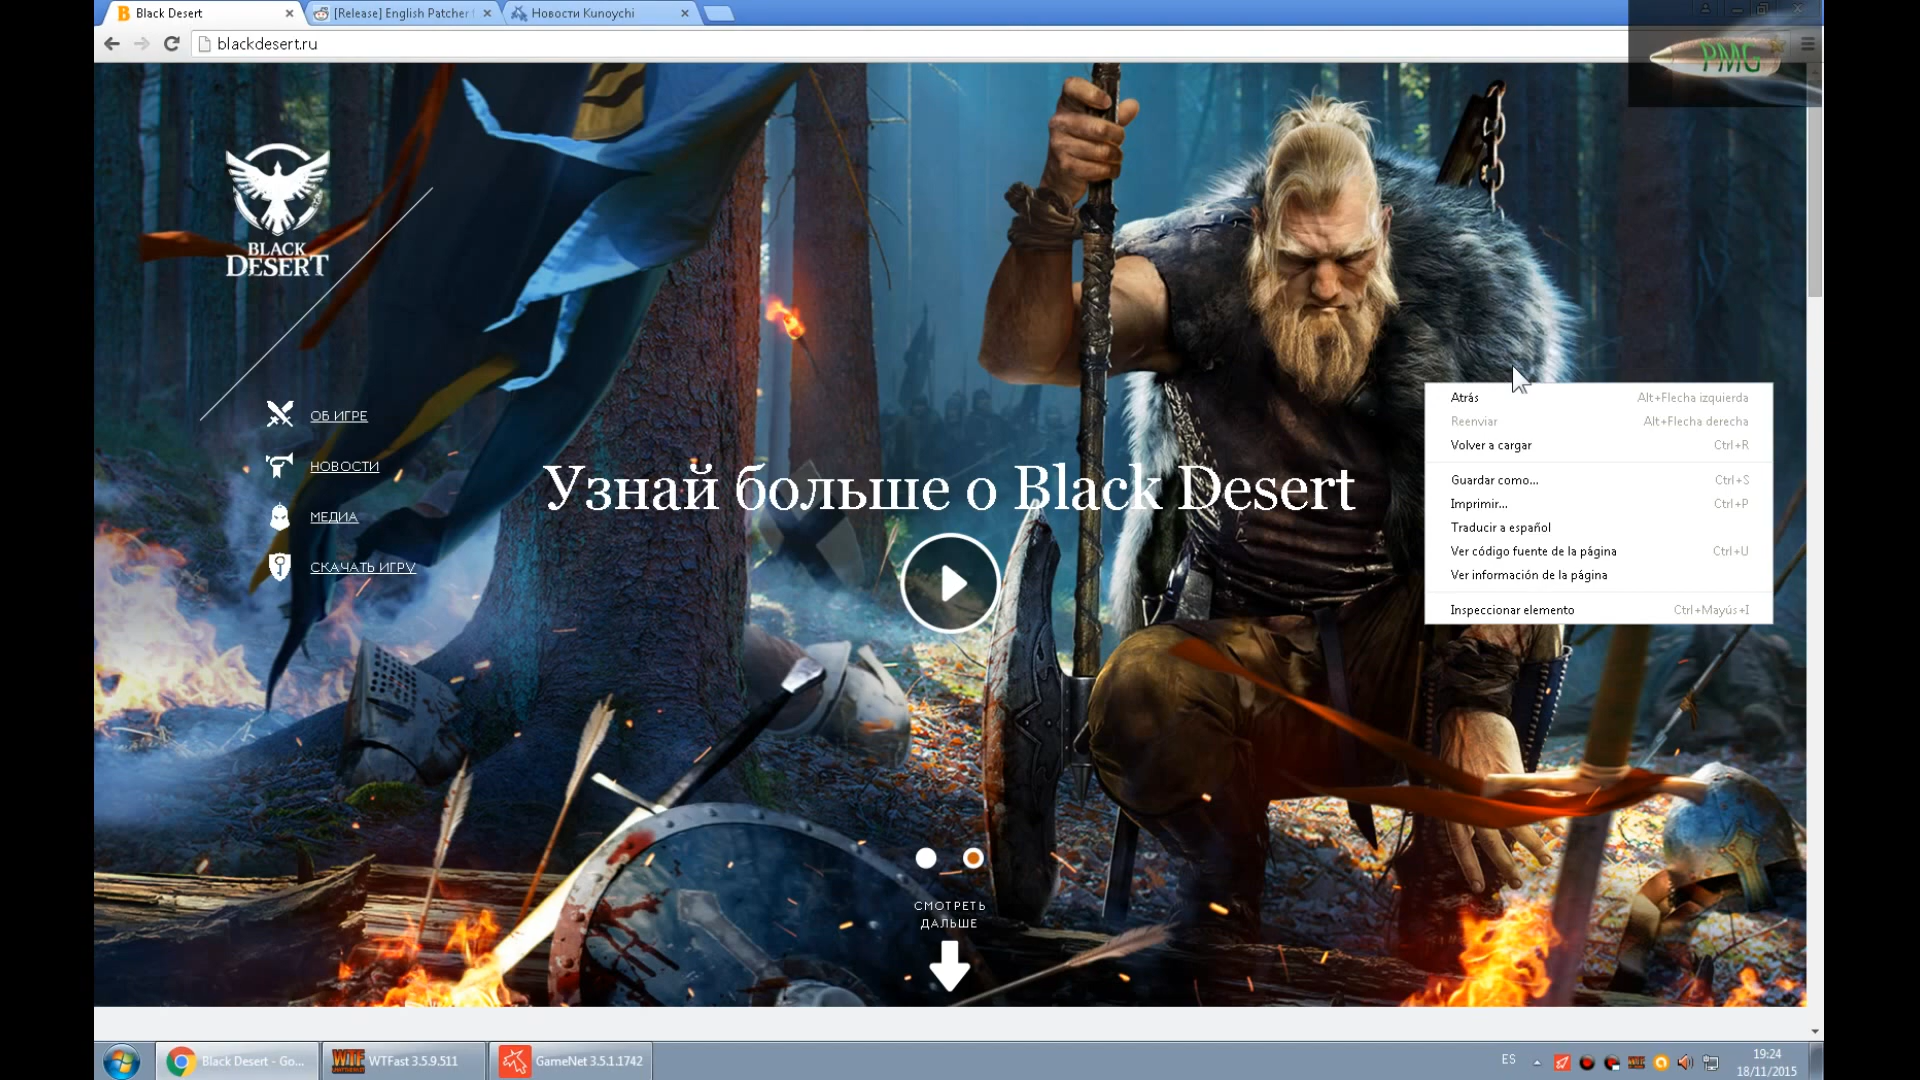 Black Desert
[Release] English Patcher
Новости Kunoychi
blackdesert.ru
PMG
BLACK
DESERT
ОБ ИГРЕ
НОВОСТИ
МЕДИА
СКАЧАТЬ ИГРУ
Узнай больше о Black Desert
Atrás Alt+Flecha izquierda
Reenviar Alt+Flecha derecha
Volver a cargar Ctrl+R
Guardar como... Ctrl+S
Imprimir... Ctrl+P
Traducir a español
Ver código fuente de la página Ctrl+U
Ver información de la página
Inspeccionar elemento Ctrl+Mayús+I
СМОТРЕТЬ
ДАЛЬШЕ
Black Desert - Go...
WTF WTFast 3.5.9.511
GameNet 3.5.1.1742
ES
19:24
18/11/2015